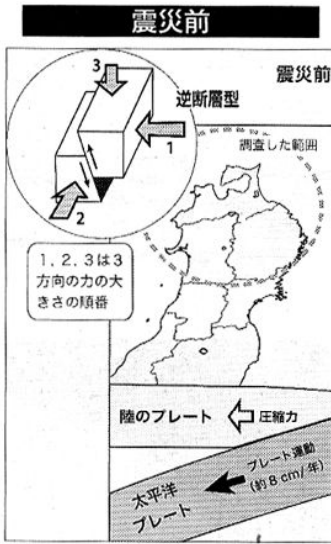 震災前
震災前
3
逆断層型
1
調査した範囲
2
1、2、3は3
方向の力の大
きさの順番
陸のプレート
圧縮力
プレート運動
(約8cm/年)
太平洋
プレート